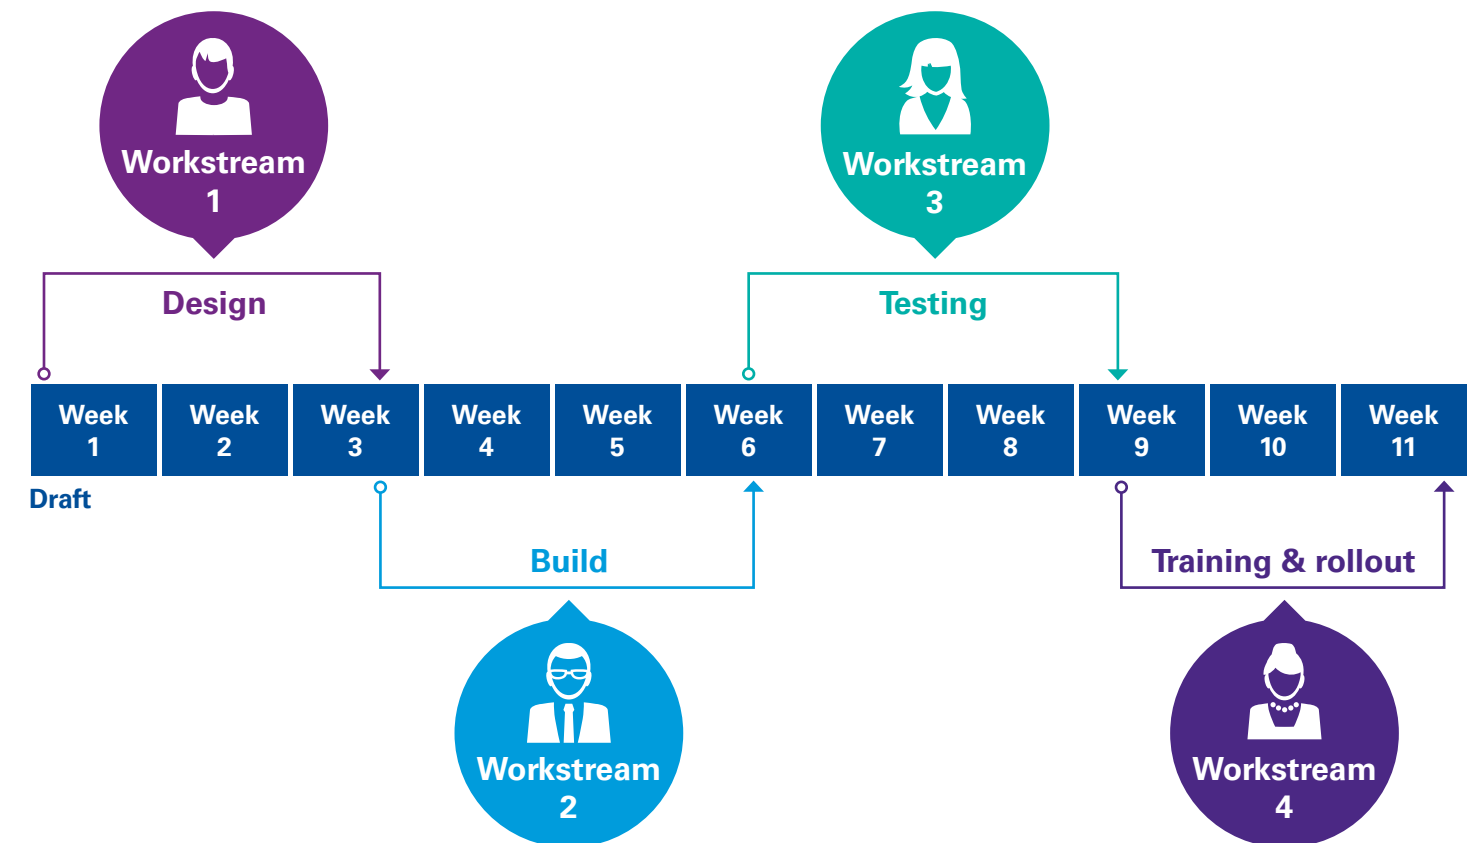 Workstream
1
Workstream
3
Design
Testing
Week
1
Week
2
Week
3
Week
4
Week
5
Week
6
Week
7
Week
8
Week
9
Week
10
Week
11
Draft
Build
Training & rollout
Workstream
2
Workstream
4